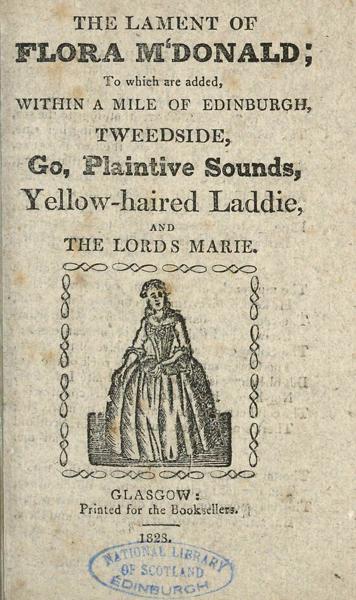 THE LAMENT OF
FLORA M'DONALD;
To which are added,
WITHIN A MILE OF EDINBURGH,
TWEEDSIDE,
Go, Plaintive Sounds,
Yellow-haired Laddie,
AND
THE LORDS MARIE.
GLASGOW:
Printed for the Booksellers.
1828.
NATIONAL LIBRARY
OF SCOTLAND
EDINBURGH